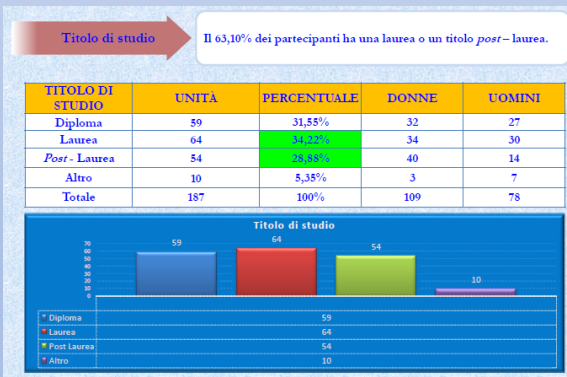 Titolo di studio
Il 63,10% dei partecipanti ha una laurea o un titolo post – laurea.
TITOLO DI STUDIO UNITÀ PERCENTUALE DONNE UOMINI
Diploma 59 31,55% 32 27
Laurea 64 34,22% 34 30
Post - Laurea 54 28,88% 40 14
Altro 10 5,35% 3 7
Totale 187 100% 109 78
Titolo di studio
70
60
50
40
30
20
10
0
59
64
54
10
Diploma 59
Laurea 64
Post Laurea 54
Altro 10